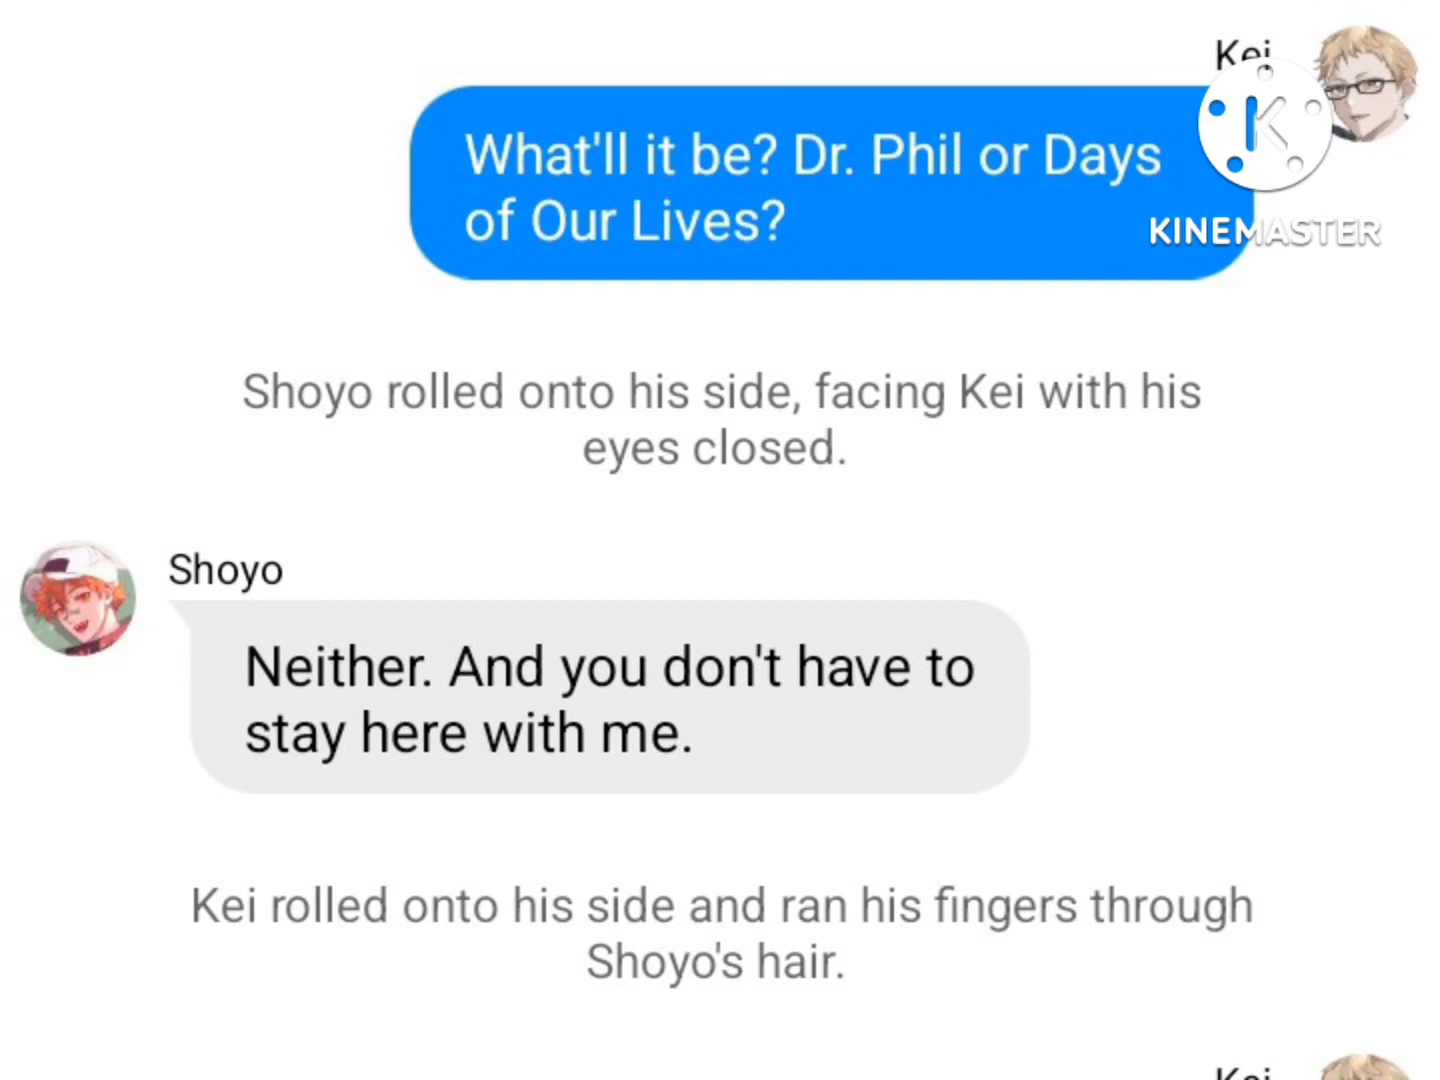 Kei
What'll it be? Dr. Phil or Days
of Our Lives?
KINEMASTER
Shoyo rolled onto his side, facing Kei with his
eyes closed.
Shoyo
Neither. And you don't have to
stay here with me.
Kei rolled onto his side and ran his fingers through
Shoyo's hair.
Kei